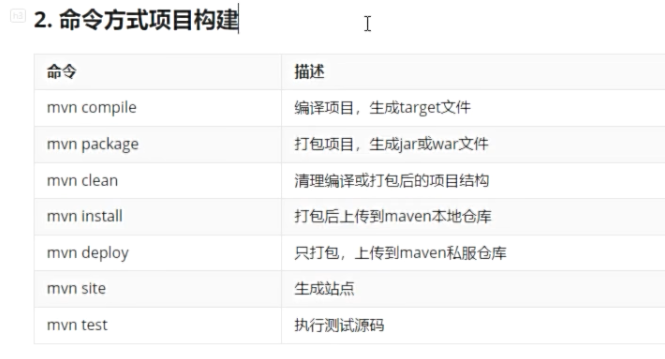 h3
2. 命令方式项目构建
命令 描述
mvn compile 编译项目，生成target文件
mvn package 打包项目，生成jar或war文件
mvn clean 清理编译或打包后的项目结构
mvn install 打包后上传到maven本地仓库
mvn deploy 只打包，上传到maven私服仓库
mvn site 生成站点
mvn test 执行测试源码